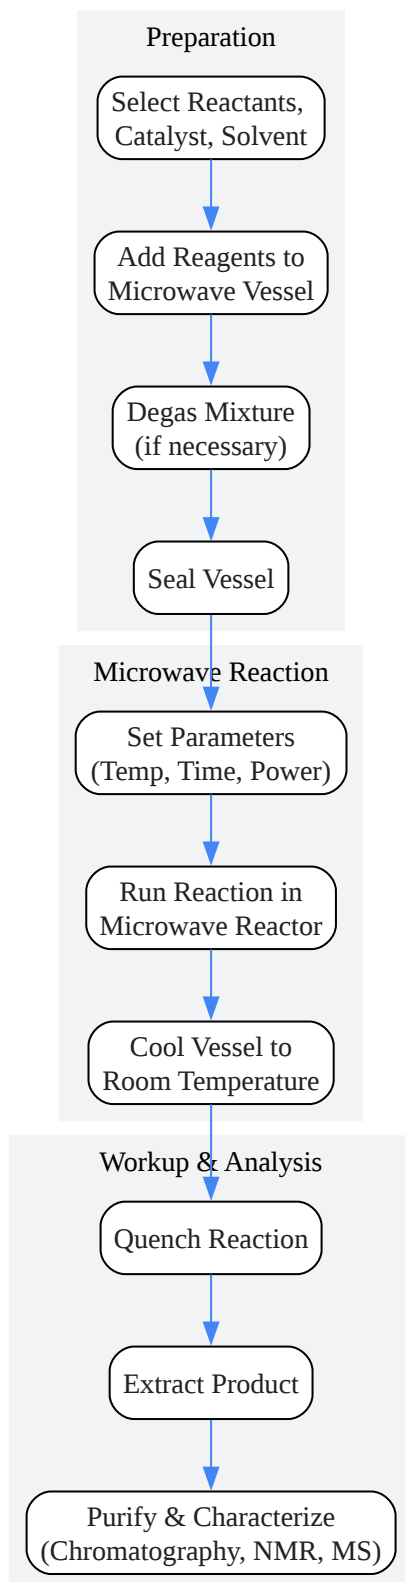 Preparation
Select Reactants,
Catalyst, Solvent
Add Reagents to
Microwave Vessel
Degas Mixture
(if necessary)
Seal Vessel
Microwave Reaction
Set Parameters
(Temp, Time, Power)
Run Reaction in
Microwave Reactor
Cool Vessel to
Room Temperature
Workup & Analysis
Quench Reaction
Extract Product
Purify & Characterize
(Chromatography, NMR, MS)